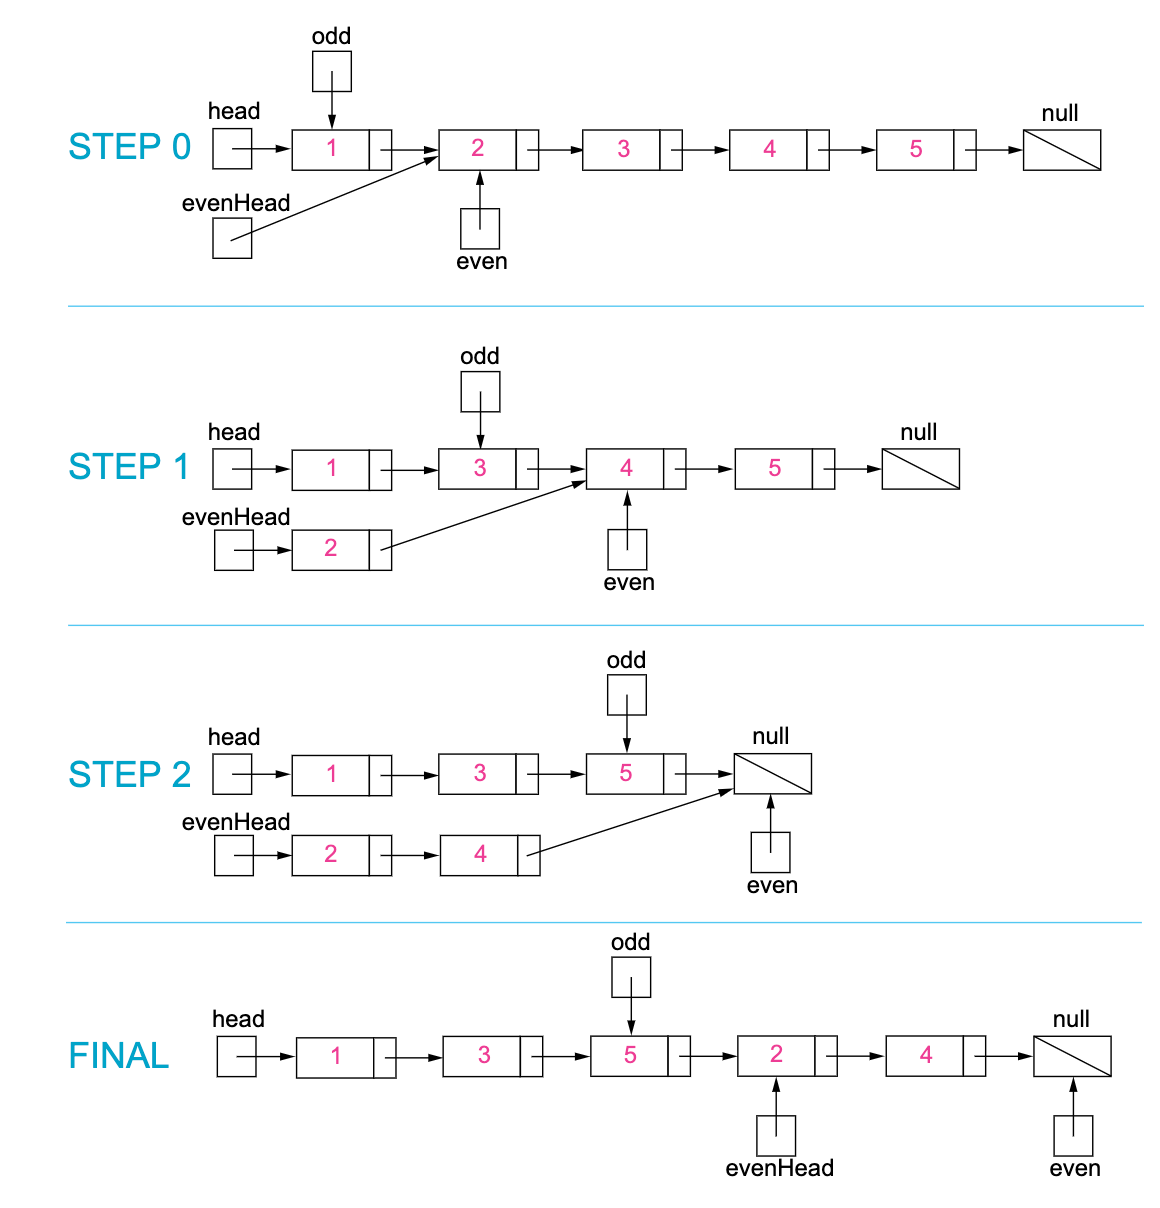 odd
head
null
STEP 0 1 2 3 4 5
evenHead
even
odd
head
null
STEP 1 1 3 4 5
evenHead
2
even
odd
head
null
STEP 2 1 3 5
evenHead
2 4
even
odd
head
null
FINAL 1 3 5 2 4
evenHead
even